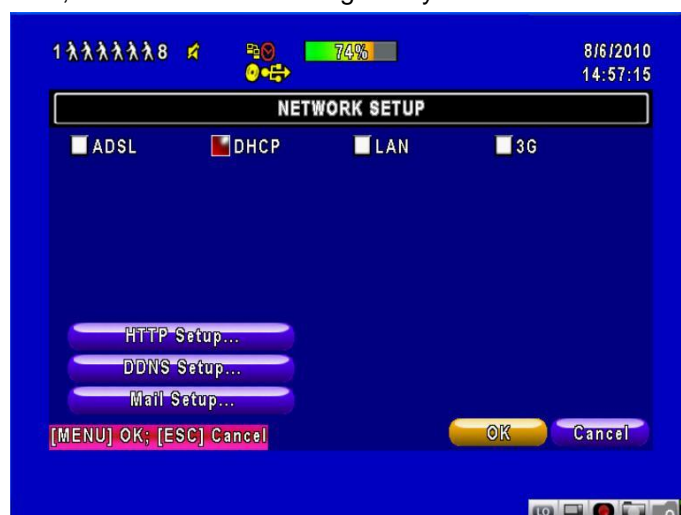 1 8 74% 8/6/2010
14:57:15
NETWORK SETUP
ADSL DHCP LAN 3G
HTTP Setup...
DDNS Setup...
Mail Setup...
[MENU] OK; [ESC] Cancel OK Cancel